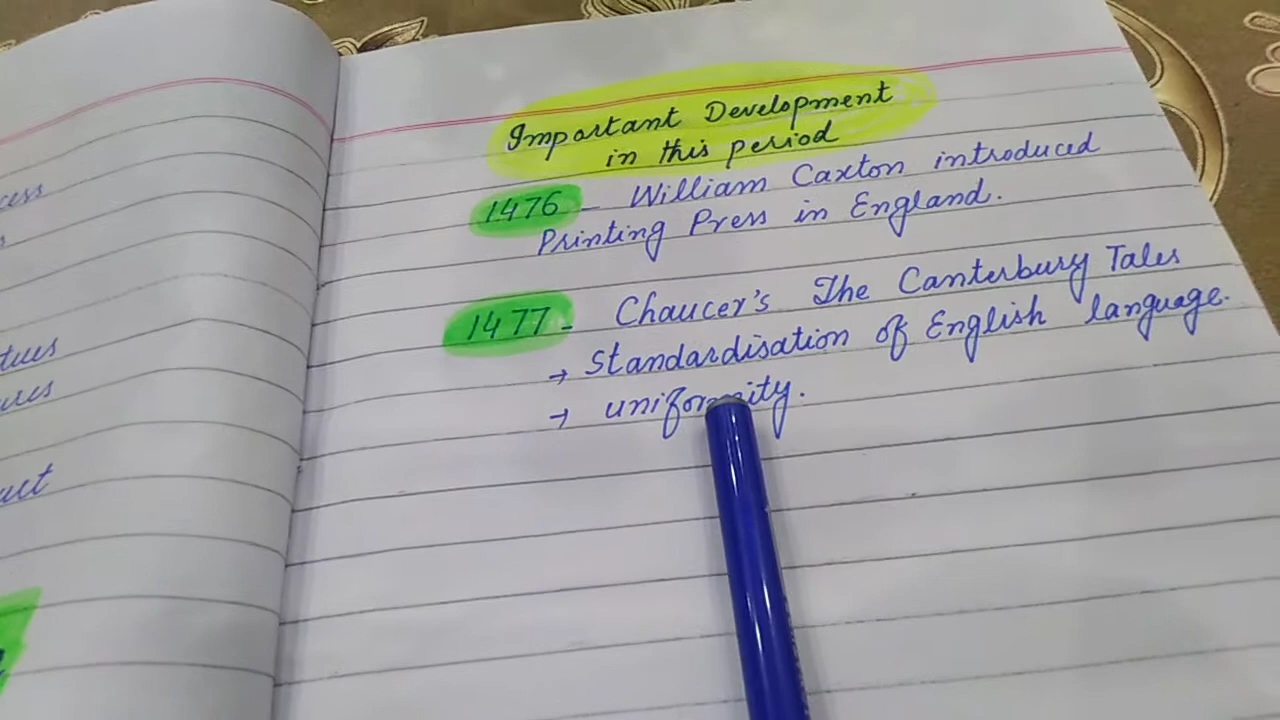 cess
Important Development
in this period
1476 - William Caxton introduced
Printing Press in England.
1477 - Chaucer's The Canterbury Tales
→ Standardisation of English language.
→ uniformity.